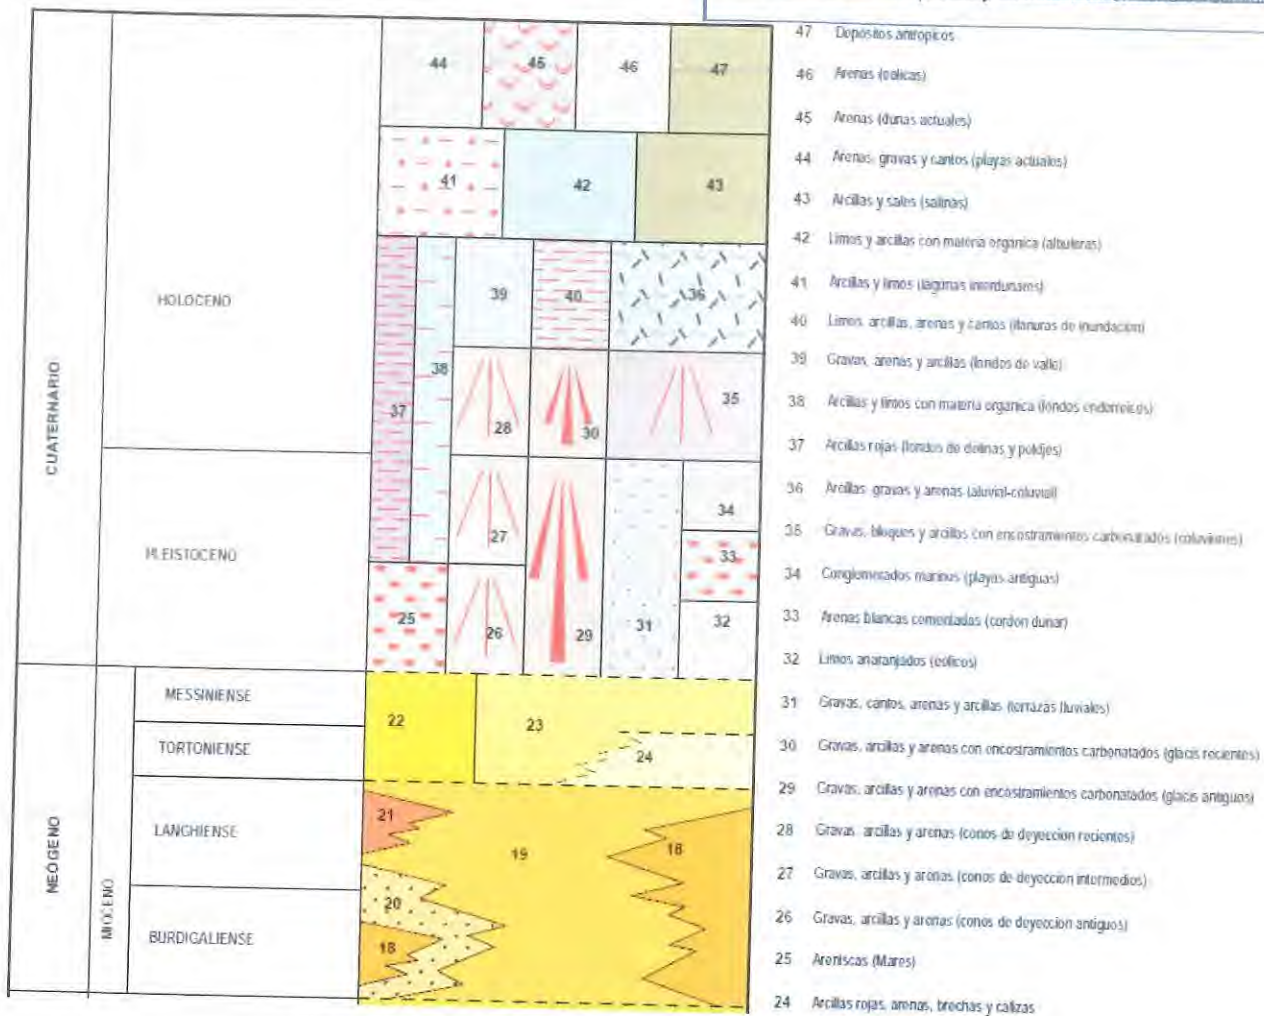 44
45
46
47
41
42
43
39
40
36
38
37
28
30
35
27
34
33
25
26
29
31
32
22
23
24
21
19
18
20
18
CUATERNARIO
HOLOCENO
PLEISTOCENO
NEÓGENO
MIOCENO
MESSINIENSE
TORTONIENSE
LANGHIENSE
BURDIGALIENSE
47 Depósitos antropicos
46 Arenas (eolicas)
45 Arenas (dunas actuales)
44 Arenas, gravas y cantos (playas actuales)
43 Arcillas y sales (salinas)
42 Limos y arcillas con materia organica (albuferas)
41 Arcillas y limos (lagunas interdunares)
40 Limos, arcillas, arenas y cantos (llanuras de inundacion)
39 Gravas, arenas y arcillas (fondos de valle)
38 Arcillas y limos con materia organica (fondos endorreicos)
37 Arcillas rojas (fondos de dolinas y poldjes)
36 Arcillas, gravas y arenas (aluvial-coluvial)
35 Gravas, bloques y arcillas con encostramientos carbonatados (coluviones)
34 Conglomerados marinos (playas antiguas)
33 Arenas blancas cementadas (cordon dunar)
32 Limos anaranjados (eolicos)
31 Gravas, cantos, arenas y arcillas (terrazas fluviales)
30 Gravas, arcillas y arenas con encostramientos carbonatados (glacis recientes)
29 Gravas, arcillas y arenas con encostramientos carbonatados (glacis antiguos)
28 Gravas, arcillas y arenas (conos de deyeccion recientes)
27 Gravas, arcillas y arenas (conos de deyeccion intermedios)
26 Gravas, arcillas y arenas (conos de deyeccion antiguos)
25 Areniscas (Mares)
24 Arcillas rojas, arenas, brechas y calizas